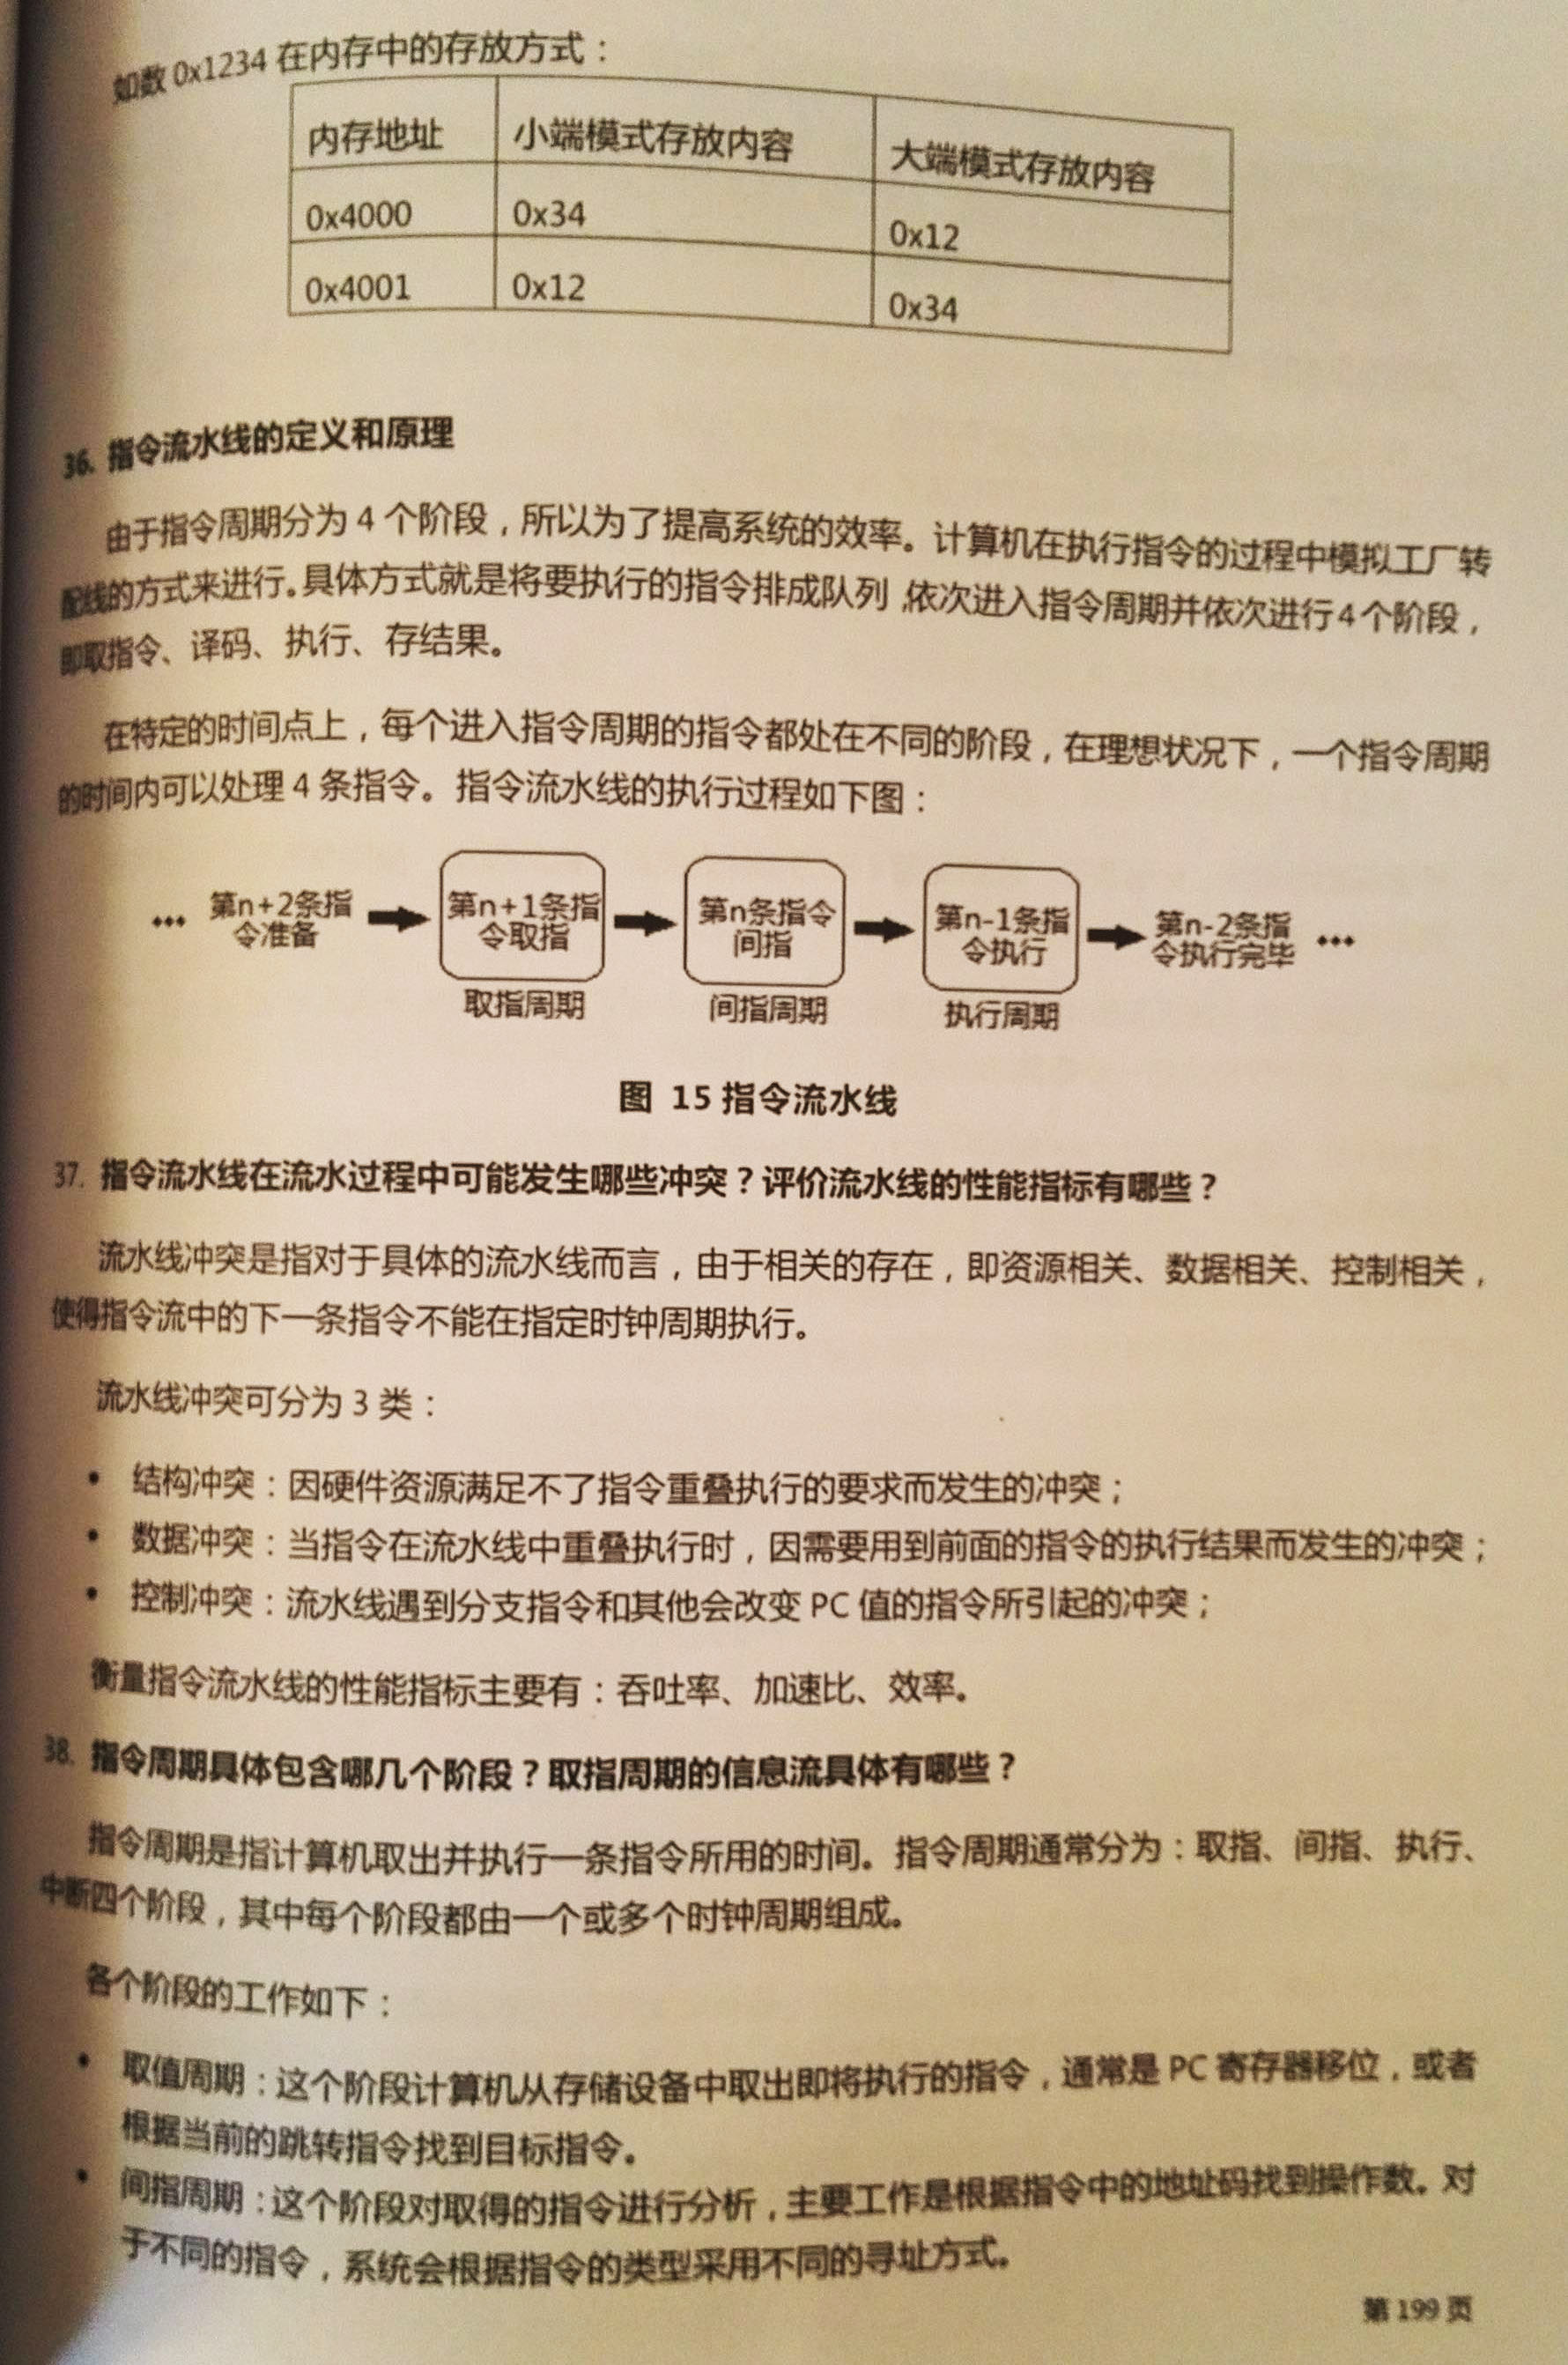 如数 0x1234 在内存中的存放方式：
内存地址 小端模式存放内容 大端模式存放内容
0x4000 0x34 0x12
0x4001 0x12 0x34
36. 指令流水线的定义和原理
由于指令周期分为 4 个阶段，所以为了提高系统的效率。计算机在执行指令的过程中模拟工厂转
配线的方式来进行。具体方式就是将要执行的指令排成队列,依次进入指令周期并依次进行4个阶段，
即取指令、译码、执行、存结果。
在特定的时间点上，每个进入指令周期的指令都处在不同的阶段，在理想状况下，一个指令周期
的时间内可以处理 4 条指令。指令流水线的执行过程如下图：
••• 第n+2条指
令准备
第n+1条指
令取指
取指周期
第n条指令
间指
间指周期
第n-1条指
令执行
执行周期
第n-2条指
令执行完毕 •••
图 15 指令流水线
37. 指令流水线在流水过程中可能发生哪些冲突？评价流水线的性能指标有哪些？
流水线冲突是指对于具体的流水线而言，由于相关的存在，即资源相关、数据相关、控制相关，
使得指令流中的下一条指令不能在指定时钟周期执行。
流水线冲突可分为 3 类：
• 结构冲突：因硬件资源满足不了指令重叠执行的要求而发生的冲突；
• 数据冲突：当指令在流水线中重叠执行时，因需要用到前面的指令的执行结果而发生的冲突；
• 控制冲突：流水线遇到分支指令和其他会改变 PC 值的指令所引起的冲突；
衡量指令流水线的性能指标主要有：吞吐率、加速比、效率。
38. 指令周期具体包含哪几个阶段？取指周期的信息流具体有哪些？
指令周期是指计算机取出并执行一条指令所用的时间。指令周期通常分为：取指、间指、执行、
中断四个阶段，其中每个阶段都由一个或多个时钟周期组成。
各个阶段的工作如下：
• 取值周期：这个阶段计算机从存储设备中取出即将执行的指令，通常是 PC 寄存器移位，或者
根据当前的跳转指令找到目标指令。
• 间指周期：这个阶段对取得的指令进行分析，主要工作是根据指令中的地址码找到操作数。对
于不同的指令，系统会根据指令的类型采用不同的寻址方式。
第 199 页